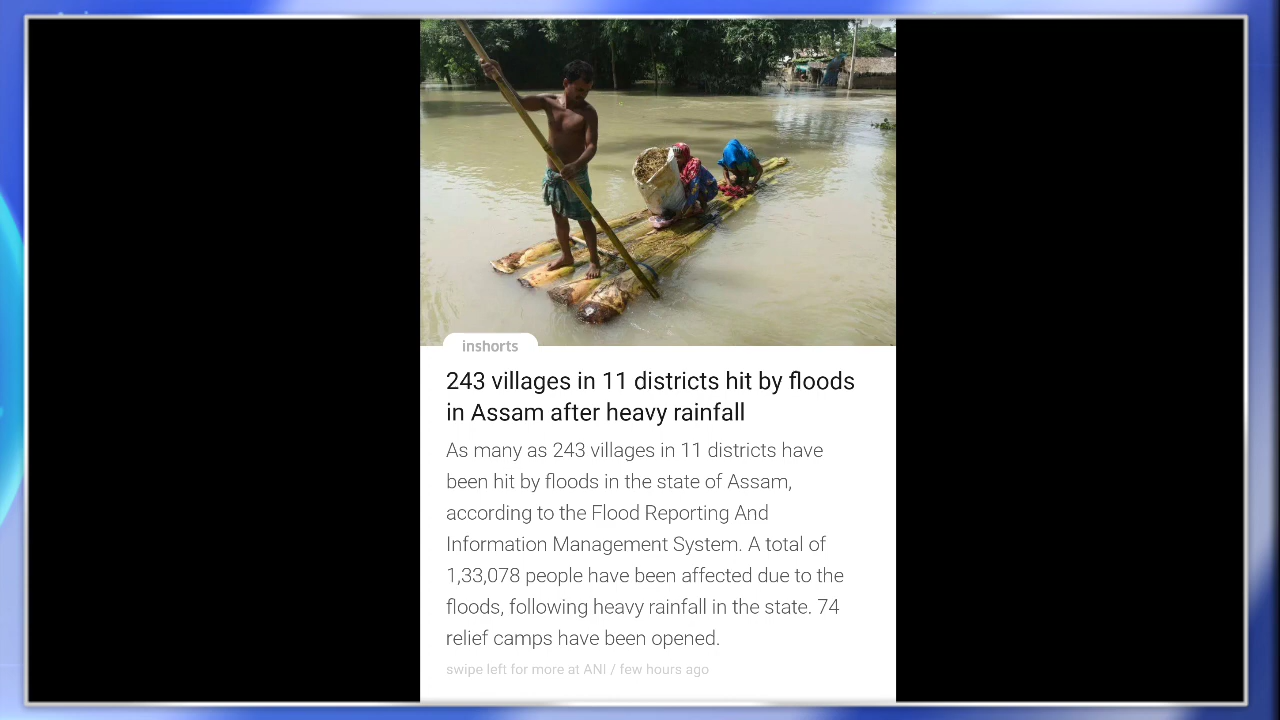 inshorts
243 villages in 11 districts hit by floods
in Assam after heavy rainfall
As many as 243 villages in 11 districts have
been hit by floods in the state of Assam,
according to the Flood Reporting And
Information Management System. A total of
1,33,078 people have been affected due to the
floods, following heavy rainfall in the state. 74
relief camps have been opened.
swipe left for more at ANI / few hours ago